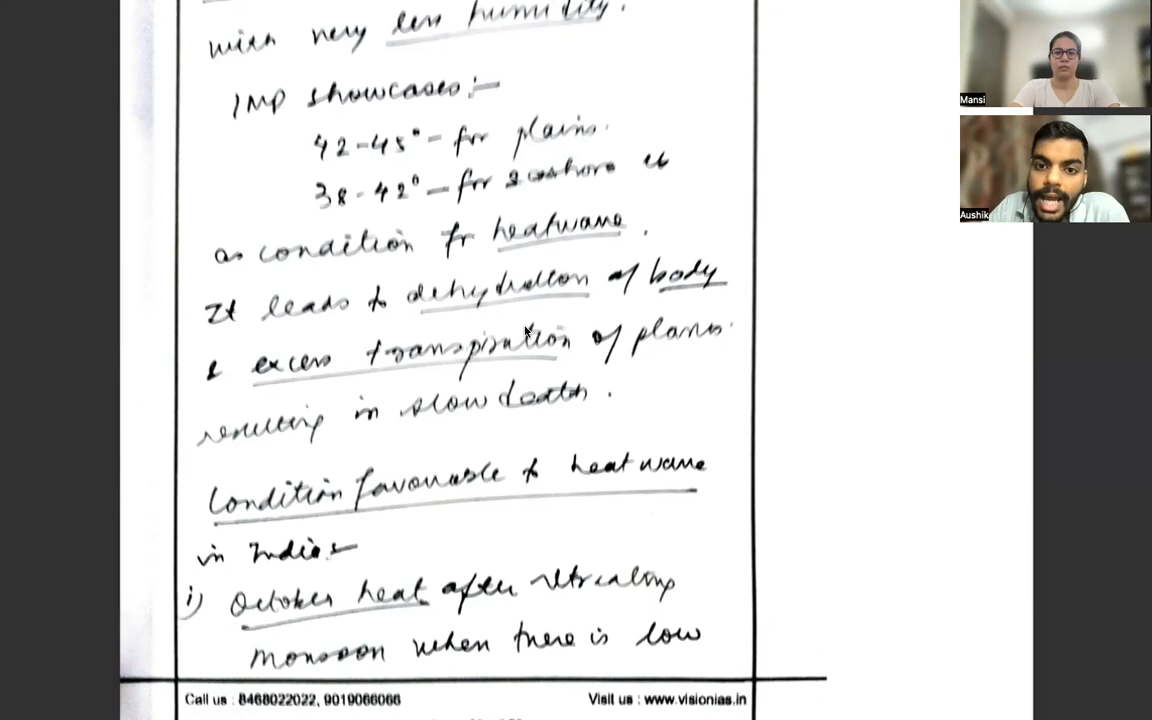 with very less humidity.
IMD showcases :-
42-45° - for plains.
38-42° - for
as condition for heatwave.
It leads to dehydration of body
& excess transpiration of plants
resulting in slow death.
Condition favourable to heat wave
in India :-
i) October heat after retreating
monsoon when there is low
Call us : 8468022022, 9019066066
Visit us : www.visionias.in
Mansi
Aushik